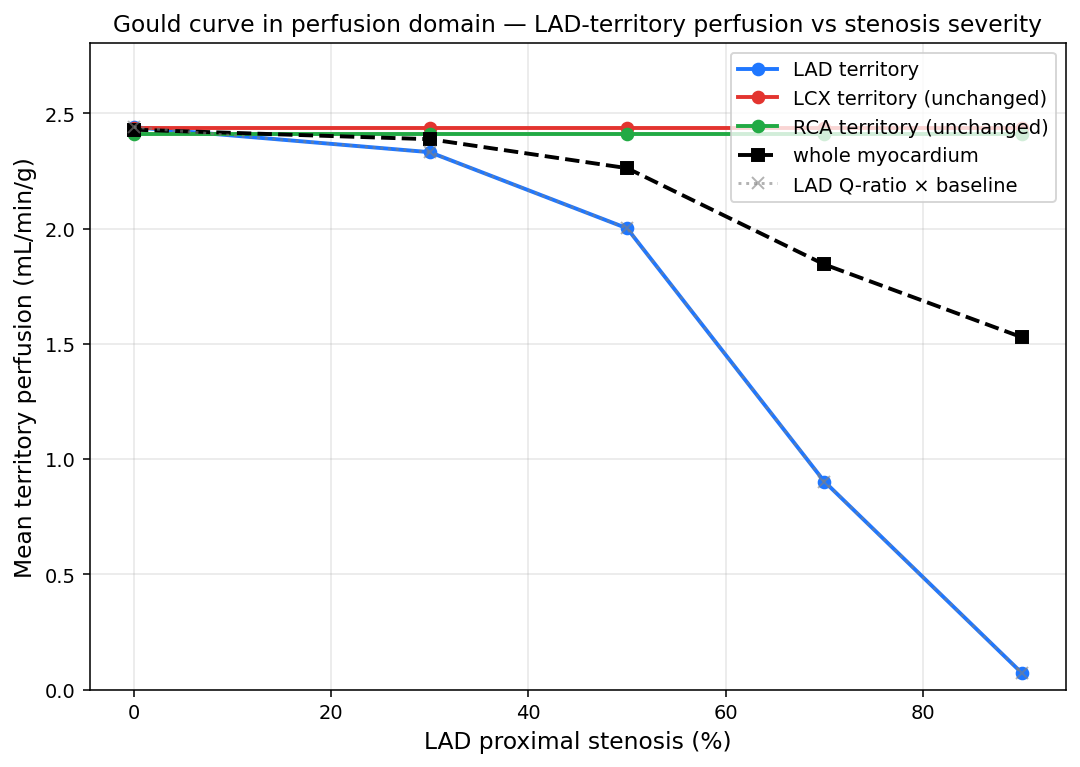 Gould curve in perfusion domain — LAD-territory perfusion vs stenosis severity
Mean territory perfusion (mL/min/g)
2.5
2.0
1.5
1.0
0.5
0.0
LAD territory
LCX territory (unchanged)
RCA territory (unchanged)
whole myocardium
LAD Q-ratio × baseline
0
20
40
60
80
LAD proximal stenosis (%)